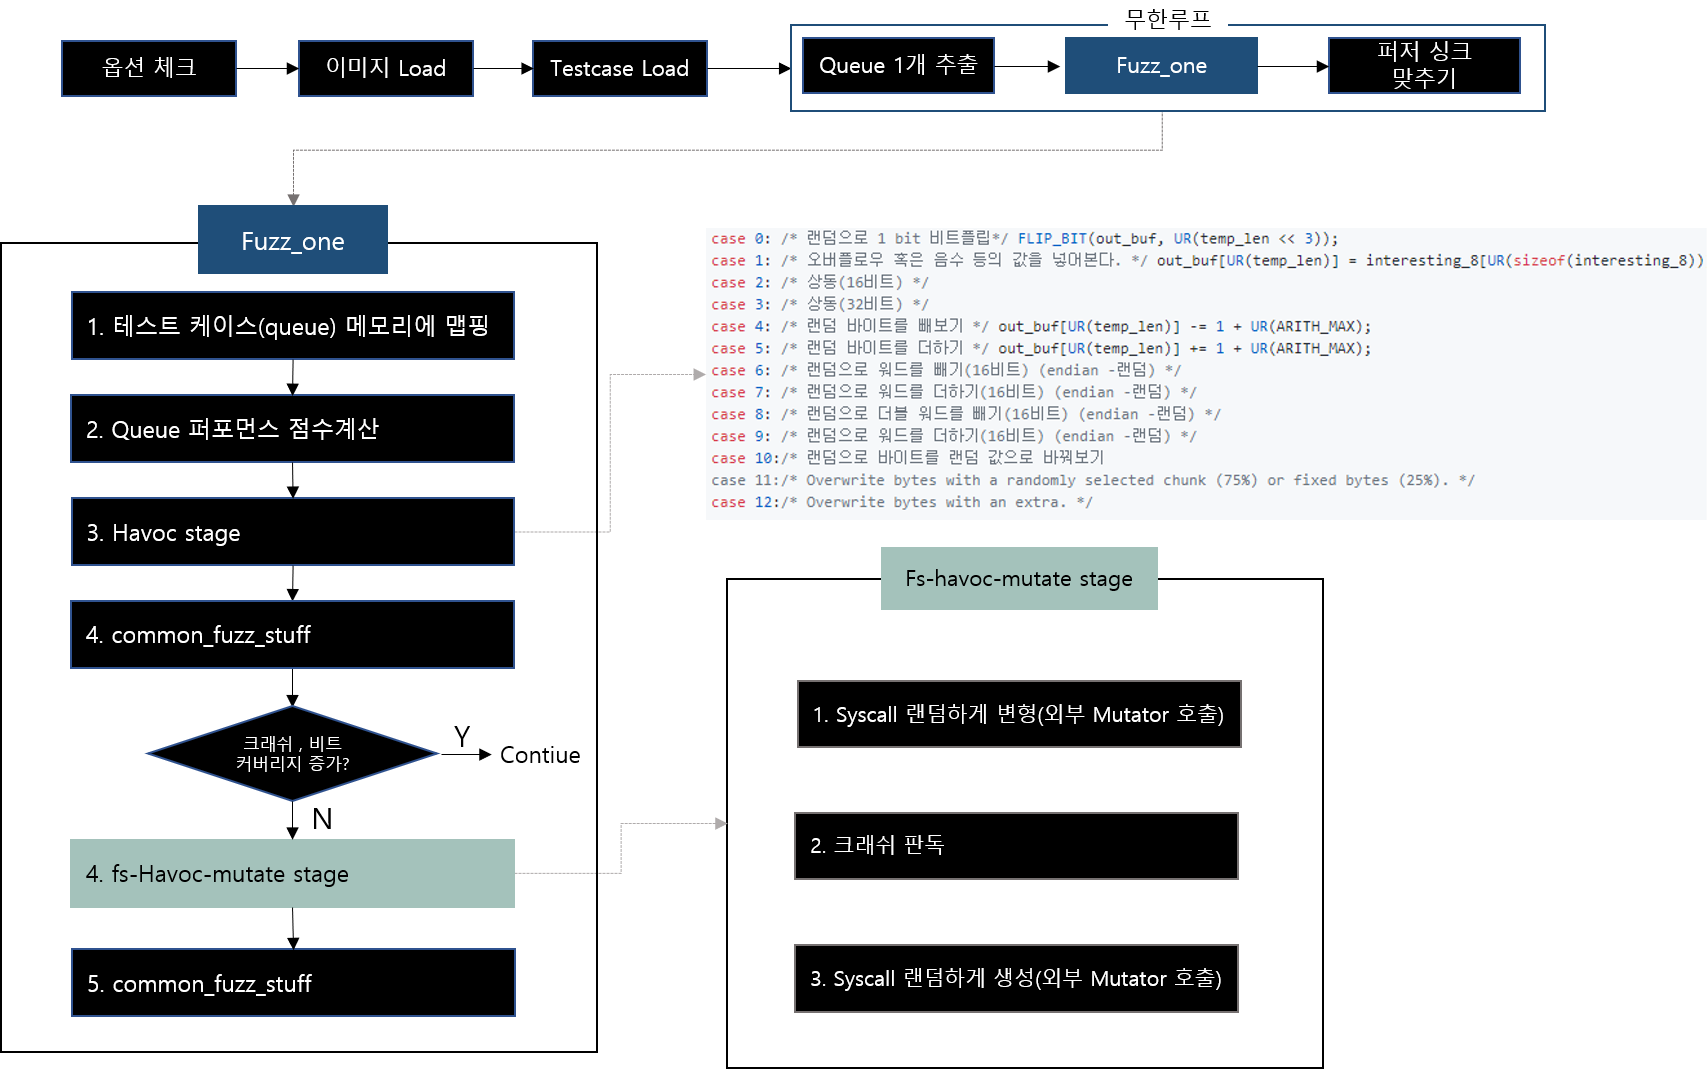 무한루프
옵션 체크
이미지 Load
Testcase Load
Queue 1개 추출
Fuzz_one
퍼저 싱크
맞추기
Fuzz_one
1. 테스트 케이스(queue) 메모리에 맵핑
2. Queue 퍼포먼스 점수계산
3. Havoc stage
4. common_fuzz_stuff
크래쉬 , 비트
커버리지 증가?
Y
Contiue
N
4. fs-Havoc-mutate stage
5. common_fuzz_stuff
case 0: /* 랜덤으로 1 bit 비트플립*/ FLIP_BIT(out_buf, UR(temp_len << 3));
case 1: /* 오버플로우 혹은 음수 등의 값을 넣어본다. */ out_buf[UR(temp_len)] = interesting_8[UR(sizeof(interesting_8))
case 2: /* 상동(16비트) */
case 3: /* 상동(32비트) */
case 4: /* 랜덤 바이트를 빼보기 */ out_buf[UR(temp_len)] -= 1 + UR(ARITH_MAX);
case 5: /* 랜덤 바이트를 더하기 */ out_buf[UR(temp_len)] += 1 + UR(ARITH_MAX);
case 6: /* 랜덤으로 워드를 빼기(16비트) (endian -랜덤) */
case 7: /* 랜덤으로 워드를 더하기(16비트) (endian -랜덤) */
case 8: /* 랜덤으로 더블 워드를 빼기(16비트) (endian -랜덤) */
case 9: /* 랜덤으로 워드를 더하기(16비트) (endian -랜덤) */
case 10:/* 랜덤으로 바이트를 랜덤 값으로 바꿔보기
case 11:/* Overwrite bytes with a randomly selected chunk (75%) or fixed bytes (25%). */
case 12:/* Overwrite bytes with an extra. */
Fs-havoc-mutate stage
1. Syscall 랜덤하게 변형(외부 Mutator 호출)
2. 크래쉬 판독
3. Syscall 랜덤하게 생성(외부 Mutator 호출)